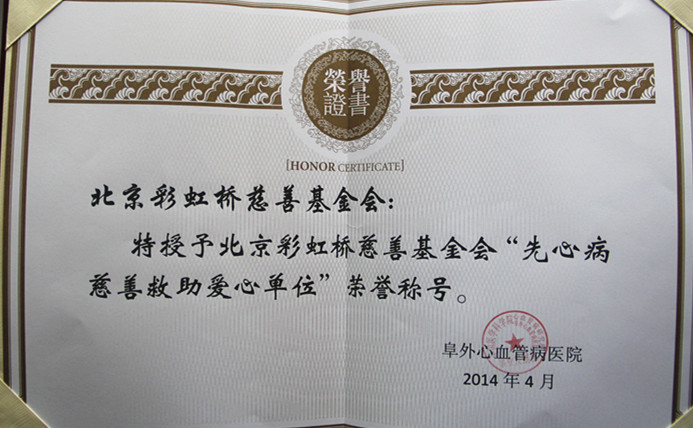 榮譽
證書
[HONOR CERTIFICATE]
北京彩虹桥慈善基金会:
特授予北京彩虹桥慈善基金会“先心病
慈善救助爱心单位”荣誉称号。
阜外心血管病医院
2014年4月